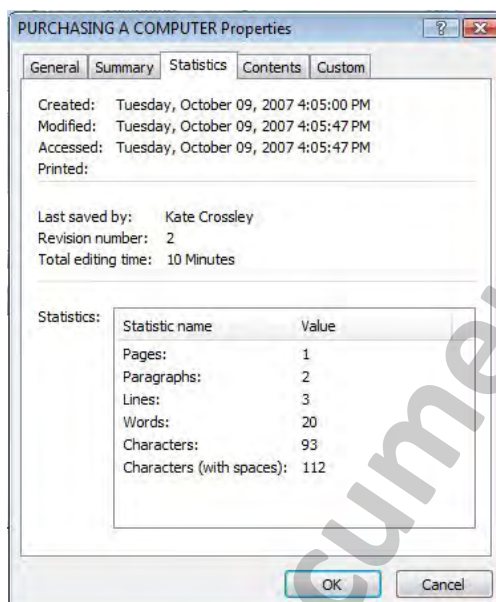 PURCHASING A COMPUTER Properties
General Summary Statistics Contents Custom
Created: Tuesday, October 09, 2007 4:05:00 PM
Modified: Tuesday, October 09, 2007 4:05:47 PM
Accessed: Tuesday, October 09, 2007 4:05:47 PM
Printed:
Last saved by: Kate Crossley
Revision number: 2
Total editing time: 10 Minutes
Statistics:
Statistic name Value
Pages: 1
Paragraphs: 2
Lines: 3
Words: 20
Characters: 93
Characters (with spaces): 112
OK Cancel